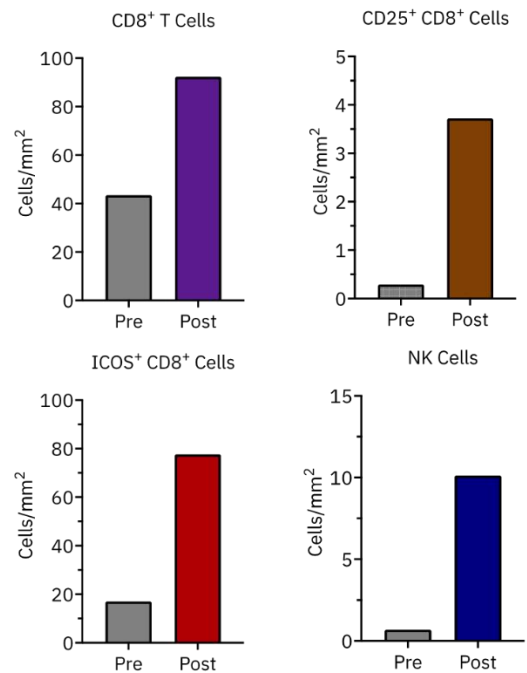 CD8⁺ T Cells
Cells/mm²
100
80
60
40
20
0
Pre Post
CD25⁺ CD8⁺ Cells
Cells/mm²
5
4
3
2
1
0
Pre Post
ICOS⁺ CD8⁺ Cells
Cells/mm²
100
80
60
40
20
0
Pre Post
NK Cells
Cells/mm²
15
10
5
0
Pre Post